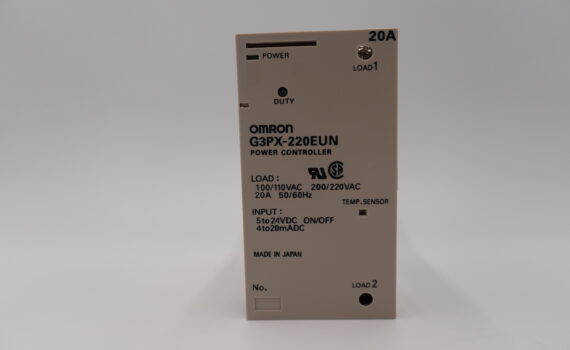 20A
POWER
LOAD1
DUTY
OMRON
G3PX-220EUN
POWER CONTROLLER
LOAD:
100/110VAC 200/220VAC
20A 50/60Hz
TEMP.SENSOR
INPUT:
5to24VDC ON/OFF
4to20mADC
MADE IN JAPAN
No.
LOAD2